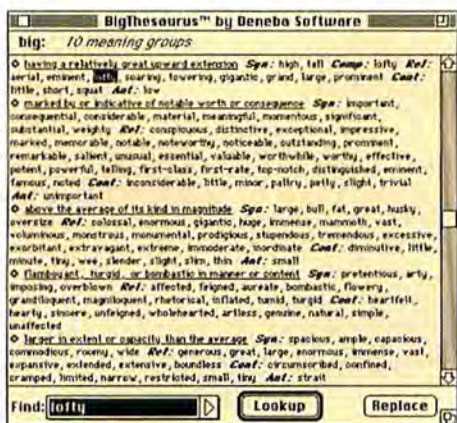 BigThesaurus™ by Deneba Software
big: 10 meaning groups
◇ having a relatively great upward extension Syn: high, tall Comp: lofty Rel:
aerial, eminent, lofty, soaring, towering, gigantic, grand, large, prominent Cont:
little, short, squat Ant: low
◇ marked by or indicative of notable worth or consequence Syn: important,
consequential, considerable, material, meaningful, momentous, significant,
substantial, weighty Rel: conspicuous, distinctive, exceptional, impressive,
marked, memorable, notable, noteworthy, noticeable, outstanding, prominent,
remarkable, salient, unusual, essential, valuable, worthwhile, worthy, effective,
potent, powerful, telling, first-class, first-rate, top-notch, distinguished, eminent,
famous, noted Cont: inconsiderable, little, minor, paltry, petty, slight, trivial
Ant: unimportant
◇ above the average of its kind in magnitude Syn: large, bull, fat, great, husky,
oversize Rel: colossal, enormous, gigantic, huge, immense, mammoth, vast,
voluminous, monstrous, monumental, prodigious, stupendous, tremendous, excessive,
exorbitant, extravagant, extreme, immoderate, inordinate Cont: diminutive, little,
minute, tiny, wee, slender, slight, slim, thin Ant: small
◇ flamboyant, turgid, or bombastic in manner or content Syn: pretentious, arty,
imposing, overblown Rel: affected, feigned, aureate, bombastic, flowery,
grandiloquent, magniloquent, rhetorical, inflated, tumid, turgid Cont: heartfelt,
hearty, sincere, unfeigned, wholehearted, artless, genuine, natural, simple,
unaffected
◇ larger in extent or capacity than the average Syn: spacious, ample, capacious,
commodious, roomy, wide Rel: generous, great, large, enormous, immense, vast,
expansive, extended, extensive, boundless Cont: circumscribed, confined,
cramped, limited, narrow, restricted, small, tiny Ant: strait
Find: lofty Lookup Replace